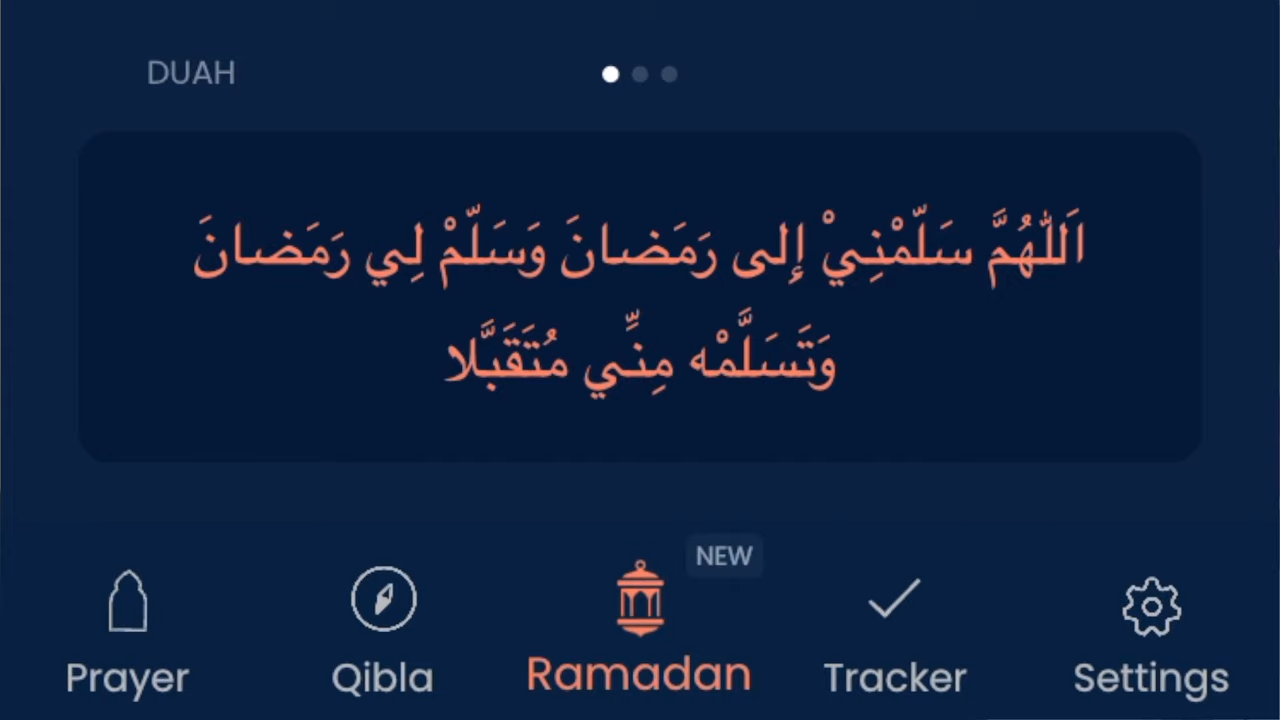 DUAH
اَللّٰهُمَّ سَلّمْنِيْ إِلى رَمَضانَ وَسَلّمْ لِي رَمَضانَ
وَتَسَلَّمْه مِنِّي مُتَقَبَّلا
NEW
Prayer
Qibla
Ramadan
Tracker
Settings